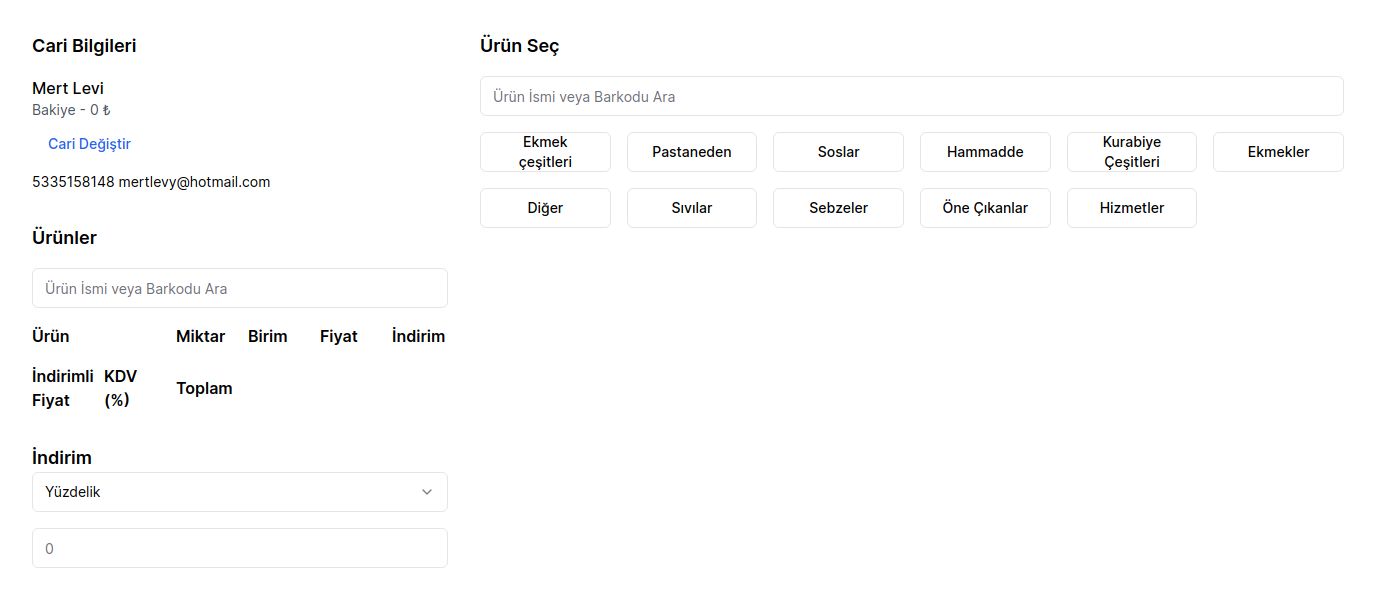 Cari Bilgileri
Mert Levi
Bakiye - 0 ₺
Cari Değiştir
5335158148 mertlevy@hotmail.com
Ürünler
Ürün İsmi veya Barkodu Ara
Ürün Miktar Birim Fiyat İndirim
İndirimli KDV
Fiyat (%) Toplam
İndirim
Yüzdelik
0
Ürün Seç
Ürün İsmi veya Barkodu Ara
Ekmek
çeşitleri
Pastaneden
Soslar
Hammadde
Kurabiye
Çeşitleri
Ekmekler
Diğer
Sıvılar
Sebzeler
Öne Çıkanlar
Hizmetler